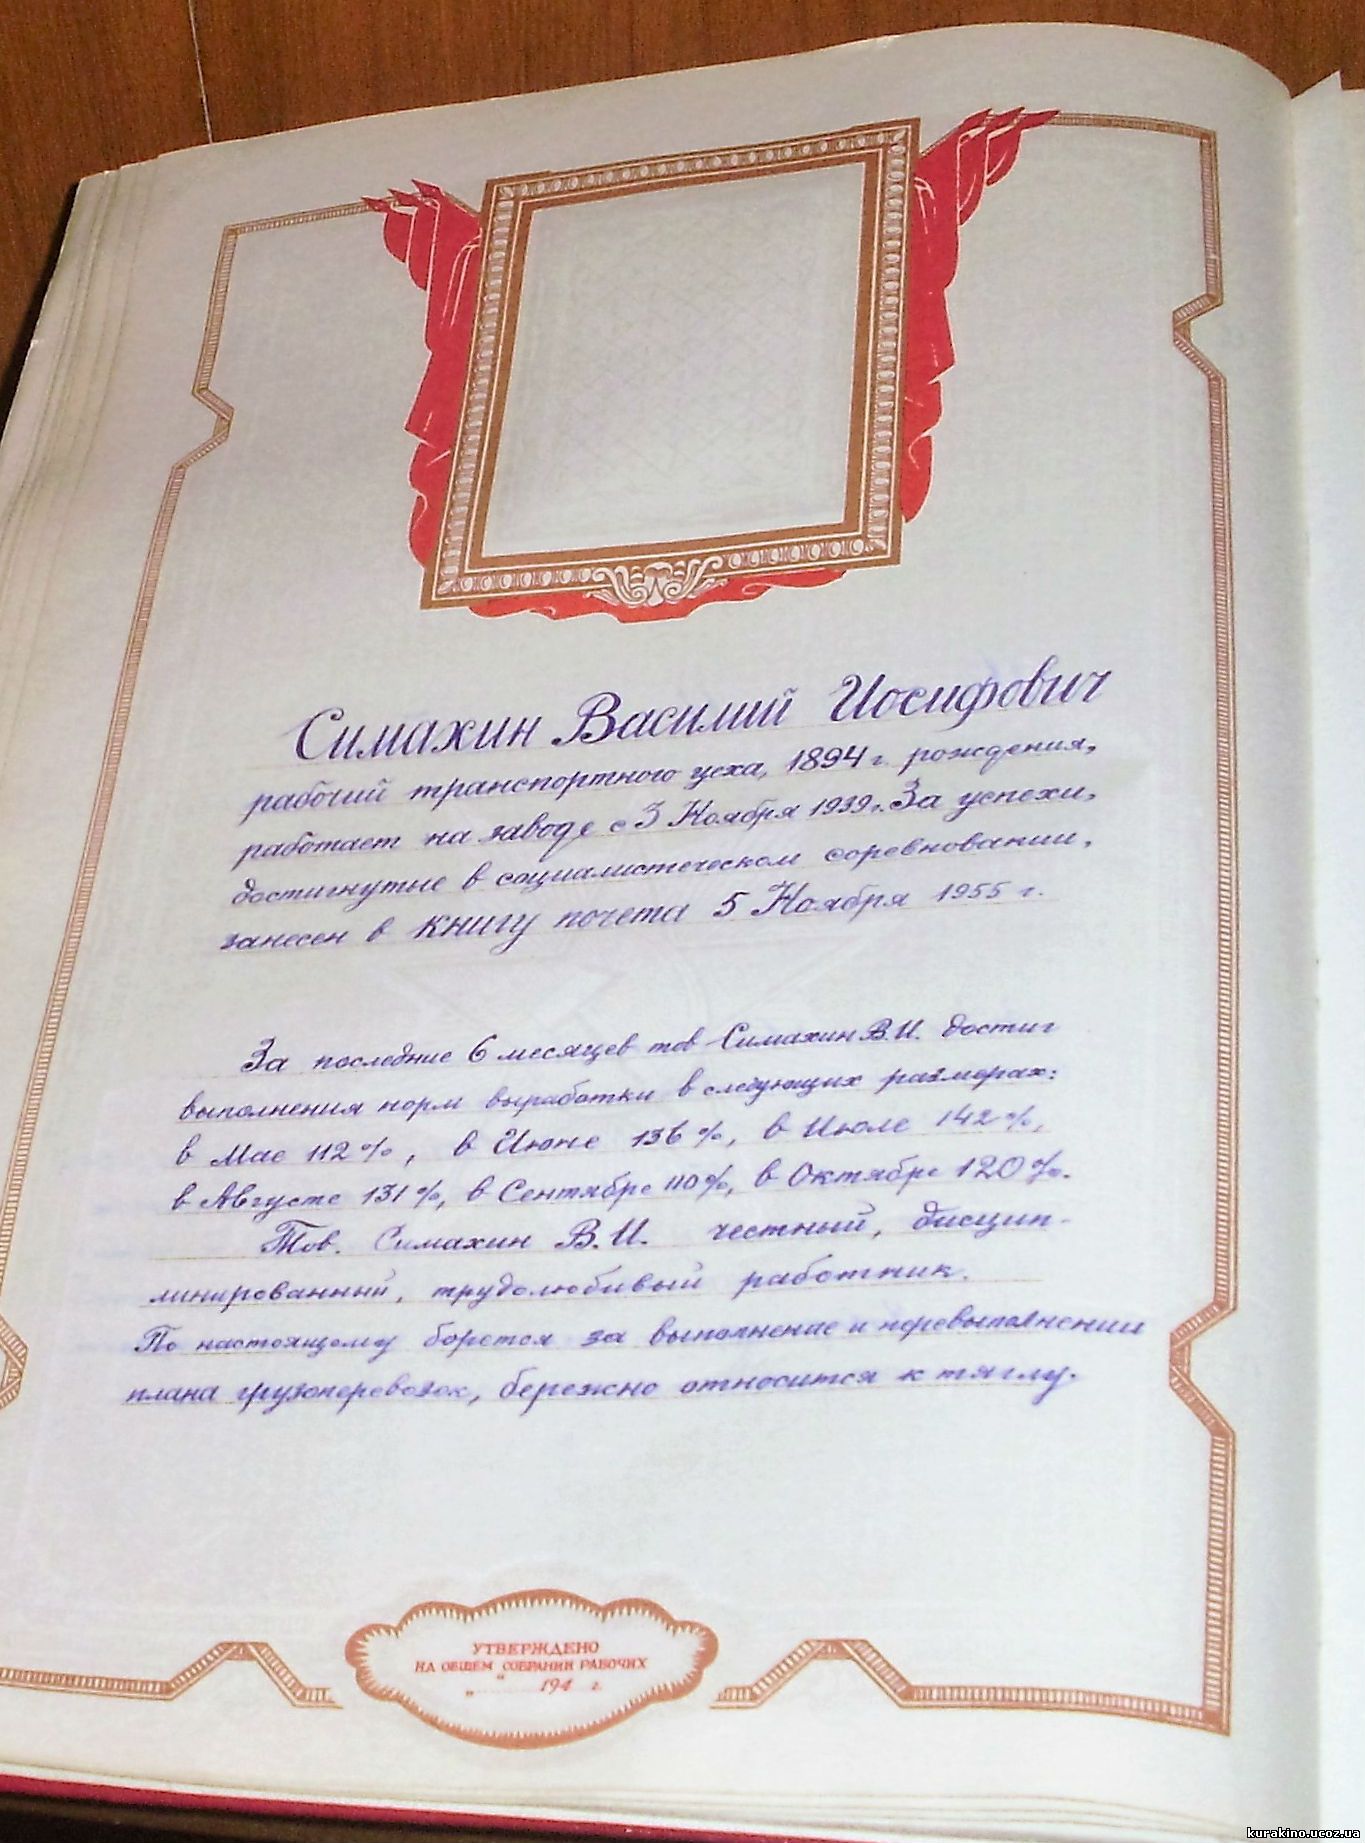 Симахин Василий Иосифович
рабочий транспортного цеха, 1894 г. рождения,
работает на заводе с 3 Ноября 1939 г. За успехи,
достигнутые в социалистическом соревновании,
занесен в книгу почета 5 Ноября 1955 г.
За последние 6 месяцев тов Симахин В.И. достиг
выполнения норм выработки в следующих размерах:
в Мае 112%, в Июне 136%, в Июле 142%,
в Августе 131%, в Сентябре 110%, в Октябре 120%.
Тов. Симахин В.И. честный, дисцип-
линированный, трудолюбивый работник.
По настоящему борется за выполнение и перевыполнении
плана грузоперевозок, бережно относится к тяглу.
УТВЕРЖДЕНО
НА ОБЩЕМ СОБРАНИИ РАБОЧИХ
„ “ 194 г.
kurakino.ucoz.ua